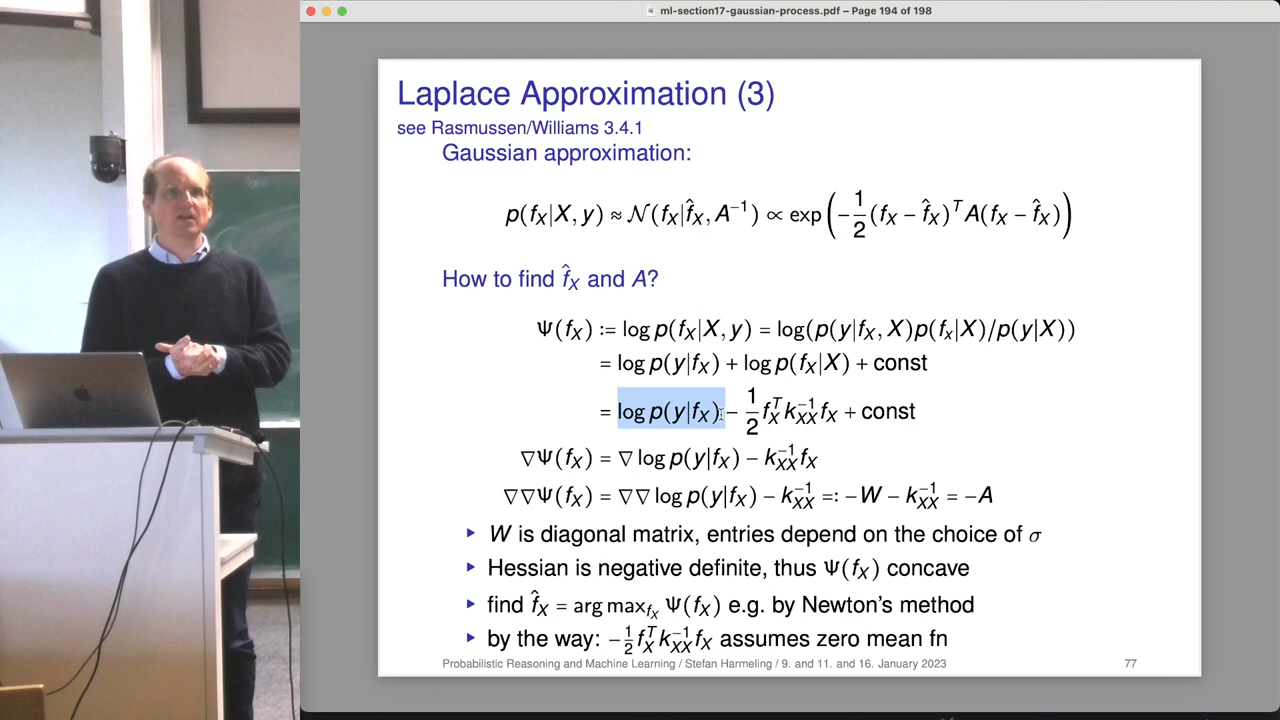 ml-section17-gaussian-process.pdf – Page 194 of 198
Laplace Approximation (3)
see Rasmussen/Williams 3.4.1
Gaussian approximation:
p(f_X|X, y) ≈ 𝒩(f_X|f̂_X, A⁻¹) ∝ exp(−1/2(f_X − f̂_X)ᵀA(f_X − f̂_X))
How to find f̂_X and A?
Ψ(f_X) := log p(f_X|X, y) = log(p(y|f_X, X)p(f_x|X)/p(y|X))
= log p(y|f_X) + log p(f_X|X) + const
= log p(y|f_X) − 1/2 f_X^T k_XX^−1 f_X + const
∇Ψ(f_X) = ∇ log p(y|f_X) − k_XX^−1 f_X
∇∇Ψ(f_X) = ∇∇ log p(y|f_X) − k_XX^−1 =: −W − k_XX^−1 = −A
▸ W is diagonal matrix, entries depend on the choice of σ
▸ Hessian is negative definite, thus Ψ(f_X) concave
▸ find f̂_X = arg max_f_X Ψ(f_X) e.g. by Newton's method
▸ by the way: −1/2 f_X^T k_XX^−1 f_X assumes zero mean fn
Probabilistic Reasoning and Machine Learning / Stefan Harmeling / 9. and 11. and 16. January 2023 77